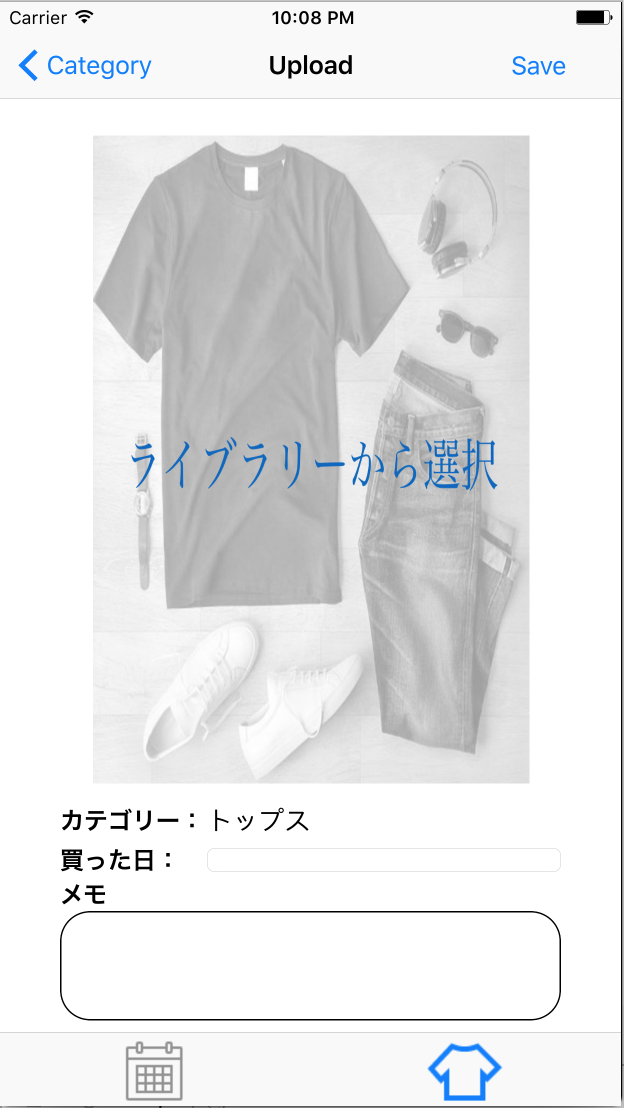 Carrier 10:08 PM
Category Upload Save
ライブラリーから選択
カテゴリー：トップス
買った日：
メモ